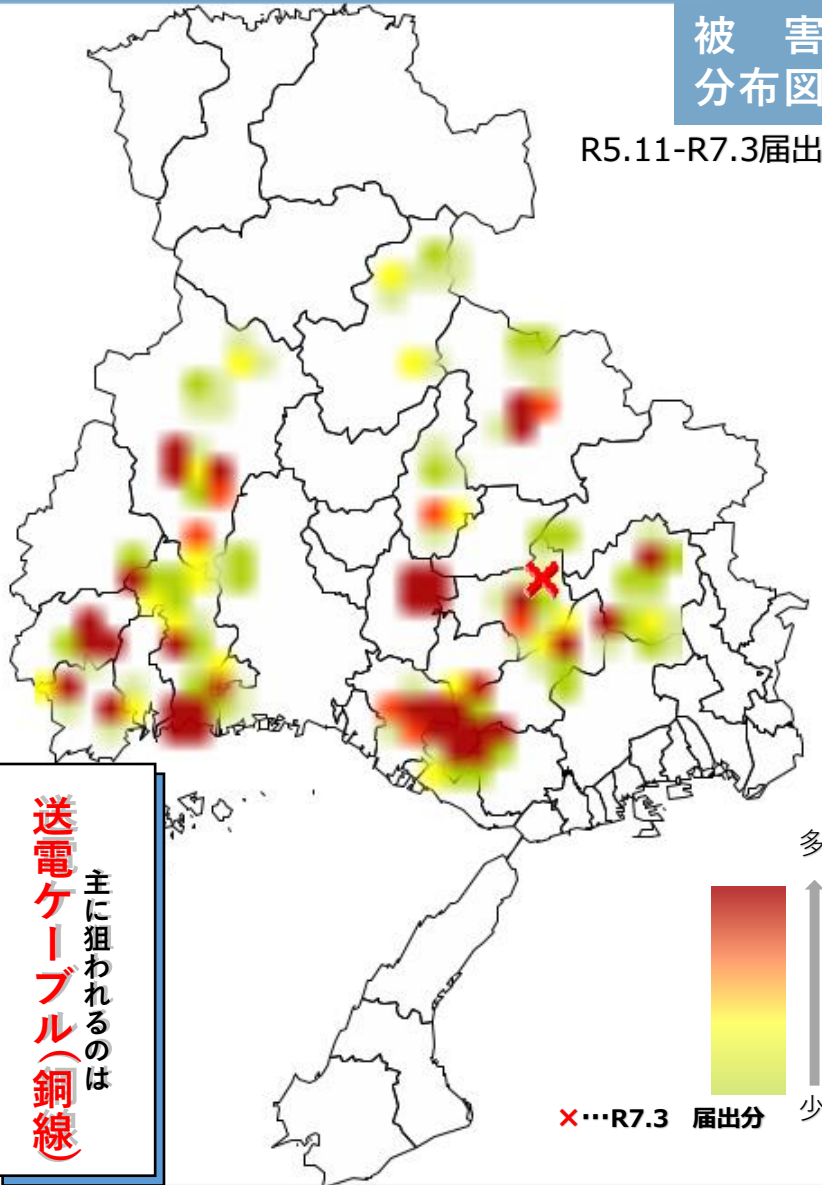 被　害
分布図
R5.11-R7.3届出
主に狙われるのは
送電ケーブル（銅線）
多
少
×…R7.3　届出分